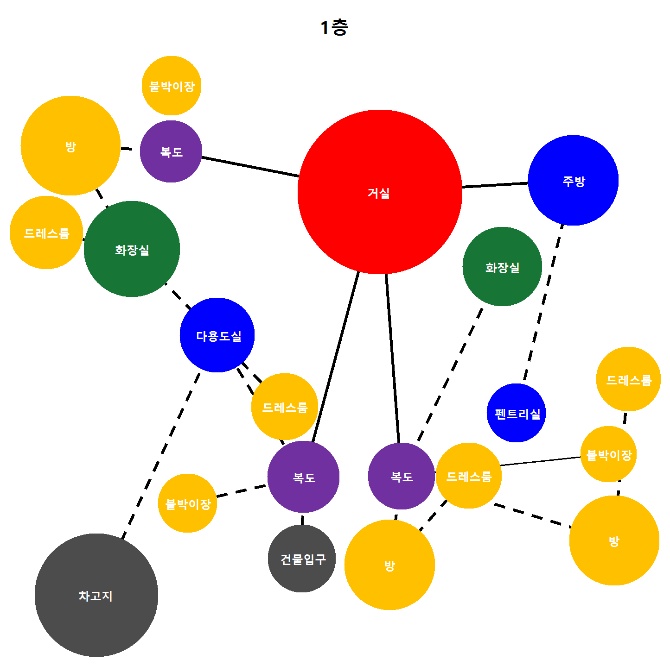 1층
붙박이장
방
복도
거실
주방
드레스룸
화장실
화장실
다용도실
드레스룸
드레스룸
펜트리실
붙박이장
복도
복도
드레스룸
붙박이장
건물입구
방
방
차고지